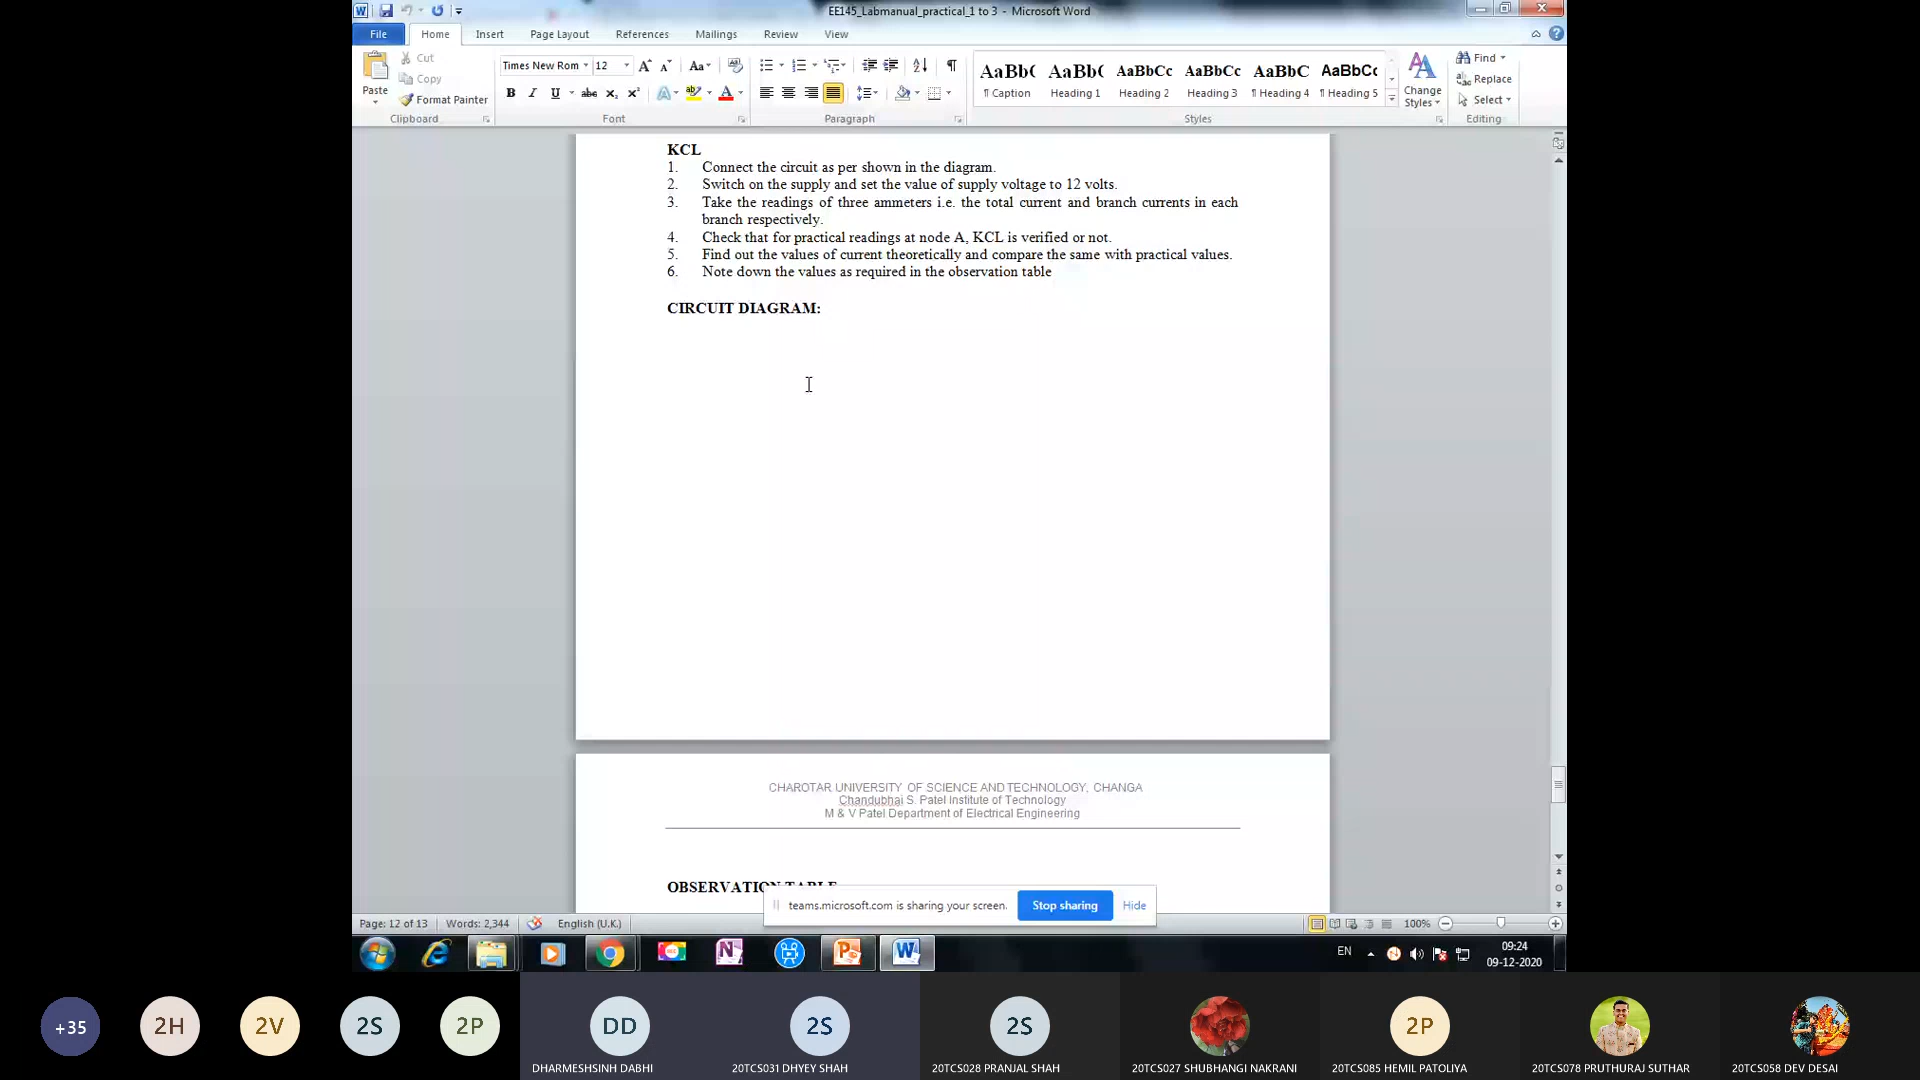 EE145_Labmanual_practical_1 to 3 - Microsoft Word
File Home Insert Page Layout References Mailings Review View
Paste
Cut
Copy
Format Painter
Clipboard
Times New Rom 12
B I U abc x₂ x²
Font
Paragraph
AaBb( AaBb( AaBbCc AaBbCc AaBbC AaBbCc
¶ Caption Heading 1 Heading 2 Heading 3 ¶ Heading 4 ¶ Heading 5
Change
Styles
Styles
Find
Replace
Select
Editing
KCL
1. Connect the circuit as per shown in the diagram.
2. Switch on the supply and set the value of supply voltage to 12 volts.
3. Take the readings of three ammeters i.e. the total current and branch currents in each
branch respectively.
4. Check that for practical readings at node A, KCL is verified or not.
5. Find out the values of current theoretically and compare the same with practical values.
6. Note down the values as required in the observation table
CIRCUIT DIAGRAM:
CHAROTAR UNIVERSITY OF SCIENCE AND TECHNOLOGY, CHANGA
Chandubhai S. Patel Institute of Technology
M & V Patel Department of Electrical Engineering
OBSERVATION TABLE
teams.microsoft.com is sharing your screen. Stop sharing Hide
Page: 12 of 13 Words: 2,344 English (U.K.) 100%
EN
09:24
09-12-2020
+35 2H 2V 2S 2P DD 2S 2S 2P
DHARMESHSINH DABHI 20TCS031 DHYEY SHAH 20TCS028 PRANJAL SHAH 20TCS027 SHUBHANGI NAKRANI 20TCS085 HEMIL PATOLIYA 20TCS078 PRUTHURAJ SUTHAR 20TCS058 DEV DESAI